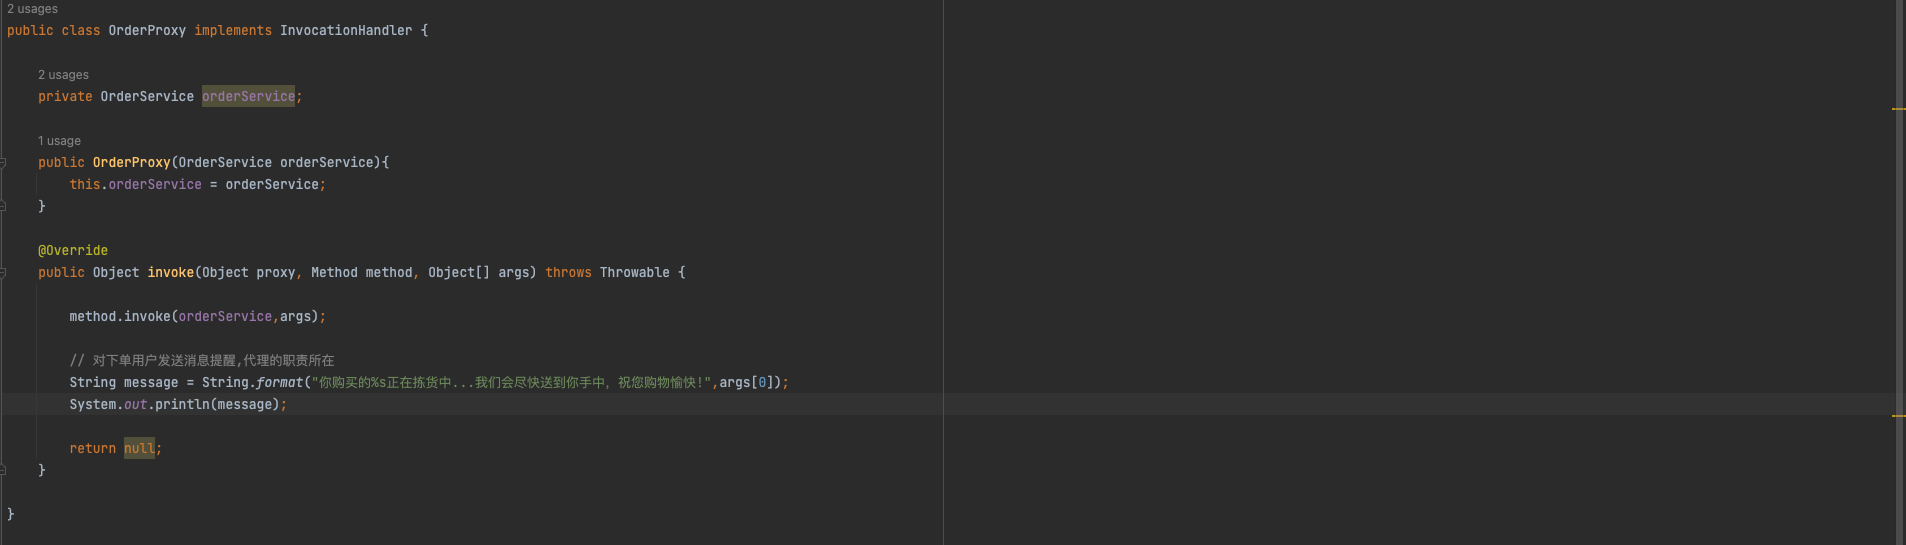 2 usages
public class OrderProxy implements InvocationHandler {
2 usages
private OrderService orderService;
1 usage
public OrderProxy(OrderService orderService){
this.orderService = orderService;
}
@Override
public Object invoke(Object proxy, Method method, Object[] args) throws Throwable {
method.invoke(orderService,args);
// 对下单用户发送消息提醒,代理的职责所在
String message = String.format("你购买的%s正在拣货中...我们会尽快送到你手中，祝您购物愉快!",args[0]);
System.out.println(message);
return null;
}
}